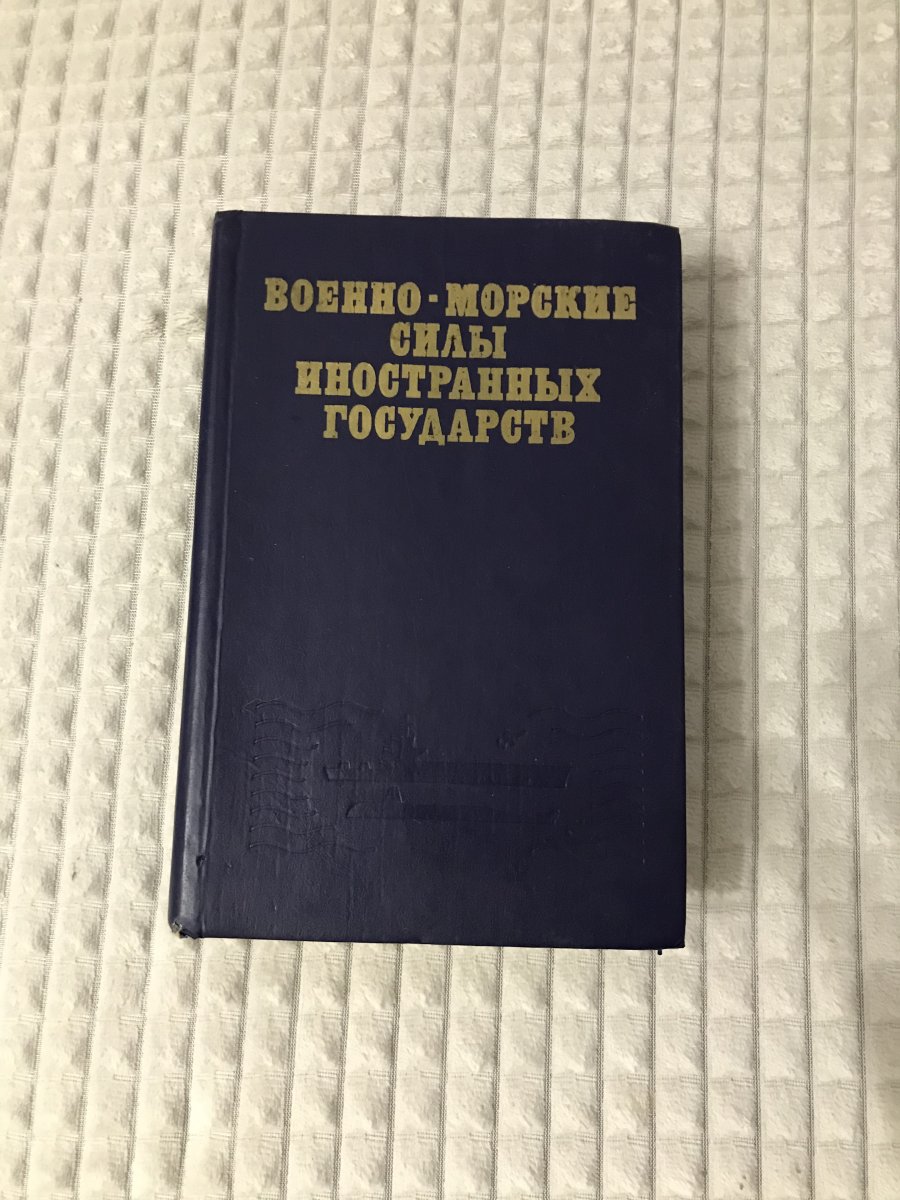 ВОЕННО-МОРСКИЕ
СИЛЫ
ИНОСТРАННЫХ
ГОСУДАРСТВ